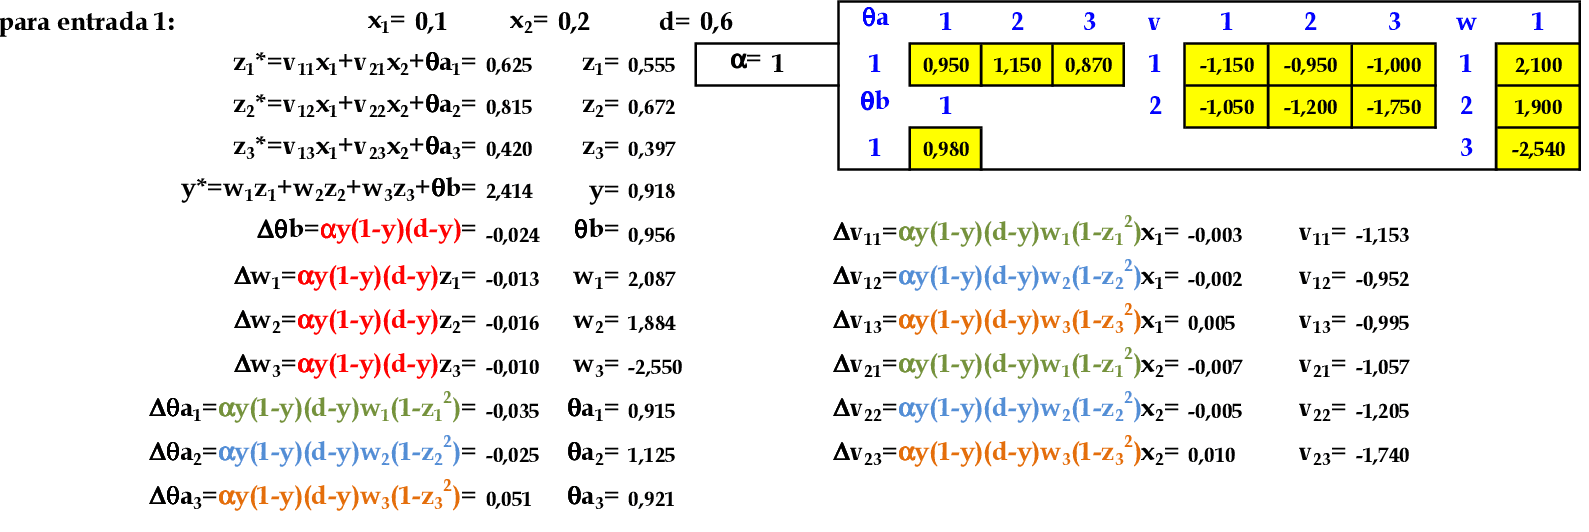 para entrada 1: x₁= 0,1 x₂= 0,2 d= 0,6
z₁*=v₁₁x₁+v₂₁x₂+θa₁= 0,625 z₁= 0,555
z₂*=v₁₂x₁+v₂₂x₂+θa₂= 0,815 z₂= 0,672
z₃*=v₁₃x₁+v₂₃x₂+θa₃= 0,420 z₃= 0,397
y*=w₁z₁+w₂z₂+w₃z₃+θb= 2,414 y= 0,918
Δθb=αy(1-y)(d-y)= -0,024 θb= 0,956
Δw₁=αy(1-y)(d-y)z₁= -0,013 w₁= 2,087
Δw₂=αy(1-y)(d-y)z₂= -0,016 w₂= 1,884
Δw₃=αy(1-y)(d-y)z₃= -0,010 w₃= -2,550
Δθa₁=αy(1-y)(d-y)w₁(1-z₁²)= -0,035 θa₁= 0,915
Δθa₂=αy(1-y)(d-y)w₂(1-z₂²)= -0,025 θa₂= 1,125
Δθa₃=αy(1-y)(d-y)w₃(1-z₃²)= 0,051 θa₃= 0,921
α= 1
θa 1 2 3 v 1 2 3 w 1
1 0,950 1,150 0,870 1 -1,150 -0,950 -1,000 1 2,100
θb 1 2 -1,050 -1,200 -1,750 2 1,900
1 0,980 3 -2,540
Δv₁₁=αy(1-y)(d-y)w₁(1-z₁²)x₁= -0,003 v₁₁= -1,153
Δv₁₂=αy(1-y)(d-y)w₂(1-z₂²)x₁= -0,002 v₁₂= -0,952
Δv₁₃=αy(1-y)(d-y)w₃(1-z₃²)x₁= 0,005 v₁₃= -0,995
Δv₂₁=αy(1-y)(d-y)w₁(1-z₁²)x₂= -0,007 v₂₁= -1,057
Δv₂₂=αy(1-y)(d-y)w₂(1-z₂²)x₂= -0,005 v₂₂= -1,205
Δv₂₃=αy(1-y)(d-y)w₃(1-z₃²)x₂= 0,010 v₂₃= -1,740